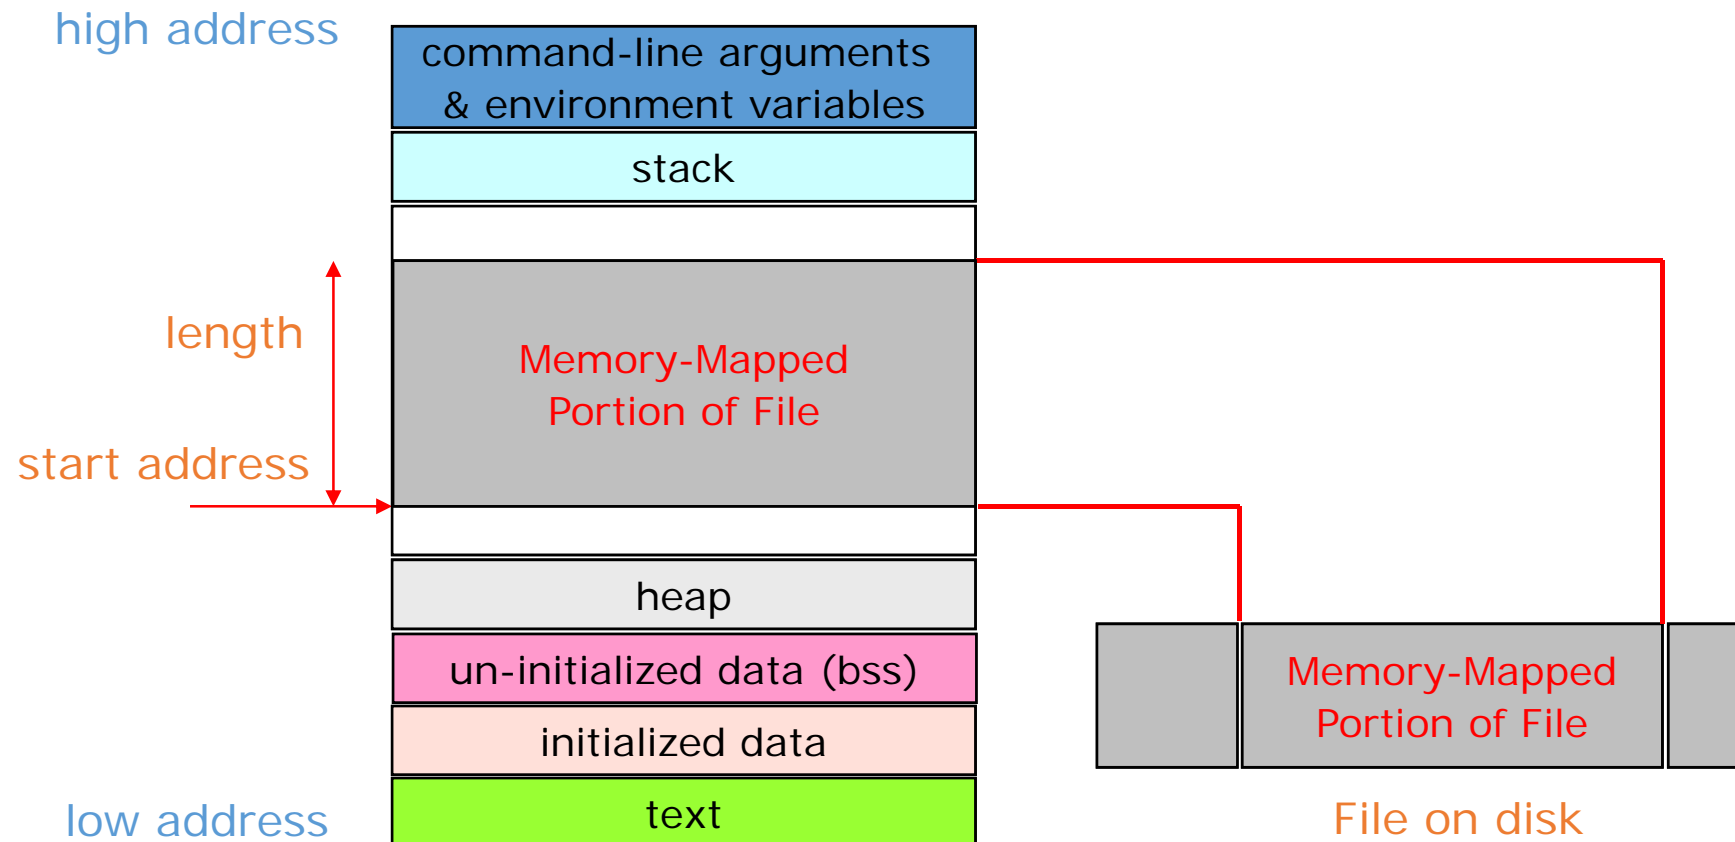 high address
command-line arguments
& environment variables
stack
length
Memory-Mapped
Portion of File
start address
heap
un-initialized data (bss)
Memory-Mapped
Portion of File
initialized data
low address
text
File on disk